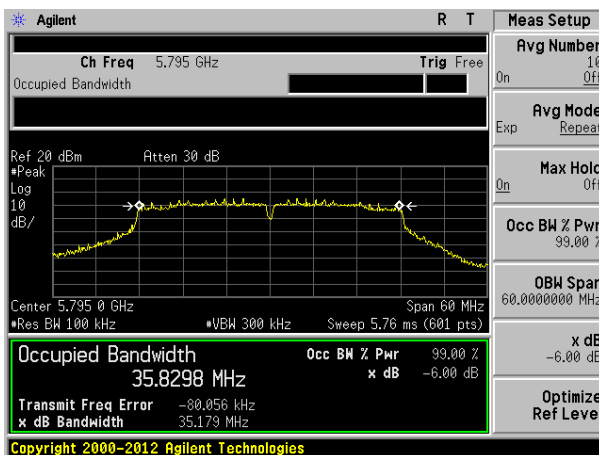 Agilent R T Meas Setup
Ch Freq 5.795 GHz Trig Free
Occupied Bandwidth
Ref 20 dBm Atten 30 dB
#Peak
Log
10
dB/
Center 5.795 0 GHz Span 60 MHz
#Res BW 100 kHz #VBW 300 kHz Sweep 5.76 ms (601 pts)
Occupied Bandwidth Occ BW % Pwr 99.00 %
35.8298 MHz x dB -6.00 dB
Transmit Freq Error -80.056 kHz
x dB Bandwidth 35.179 MHz
Copyright 2000-2012 Agilent Technologies
Avg Number
10
On Off
Avg Mode
Exp Repeat
Max Hold
On Off
Occ BW % Pwr
99.00 %
OBW Span
60.0000000 MHz
x dB
-6.00 dB
Optimize
Ref Level